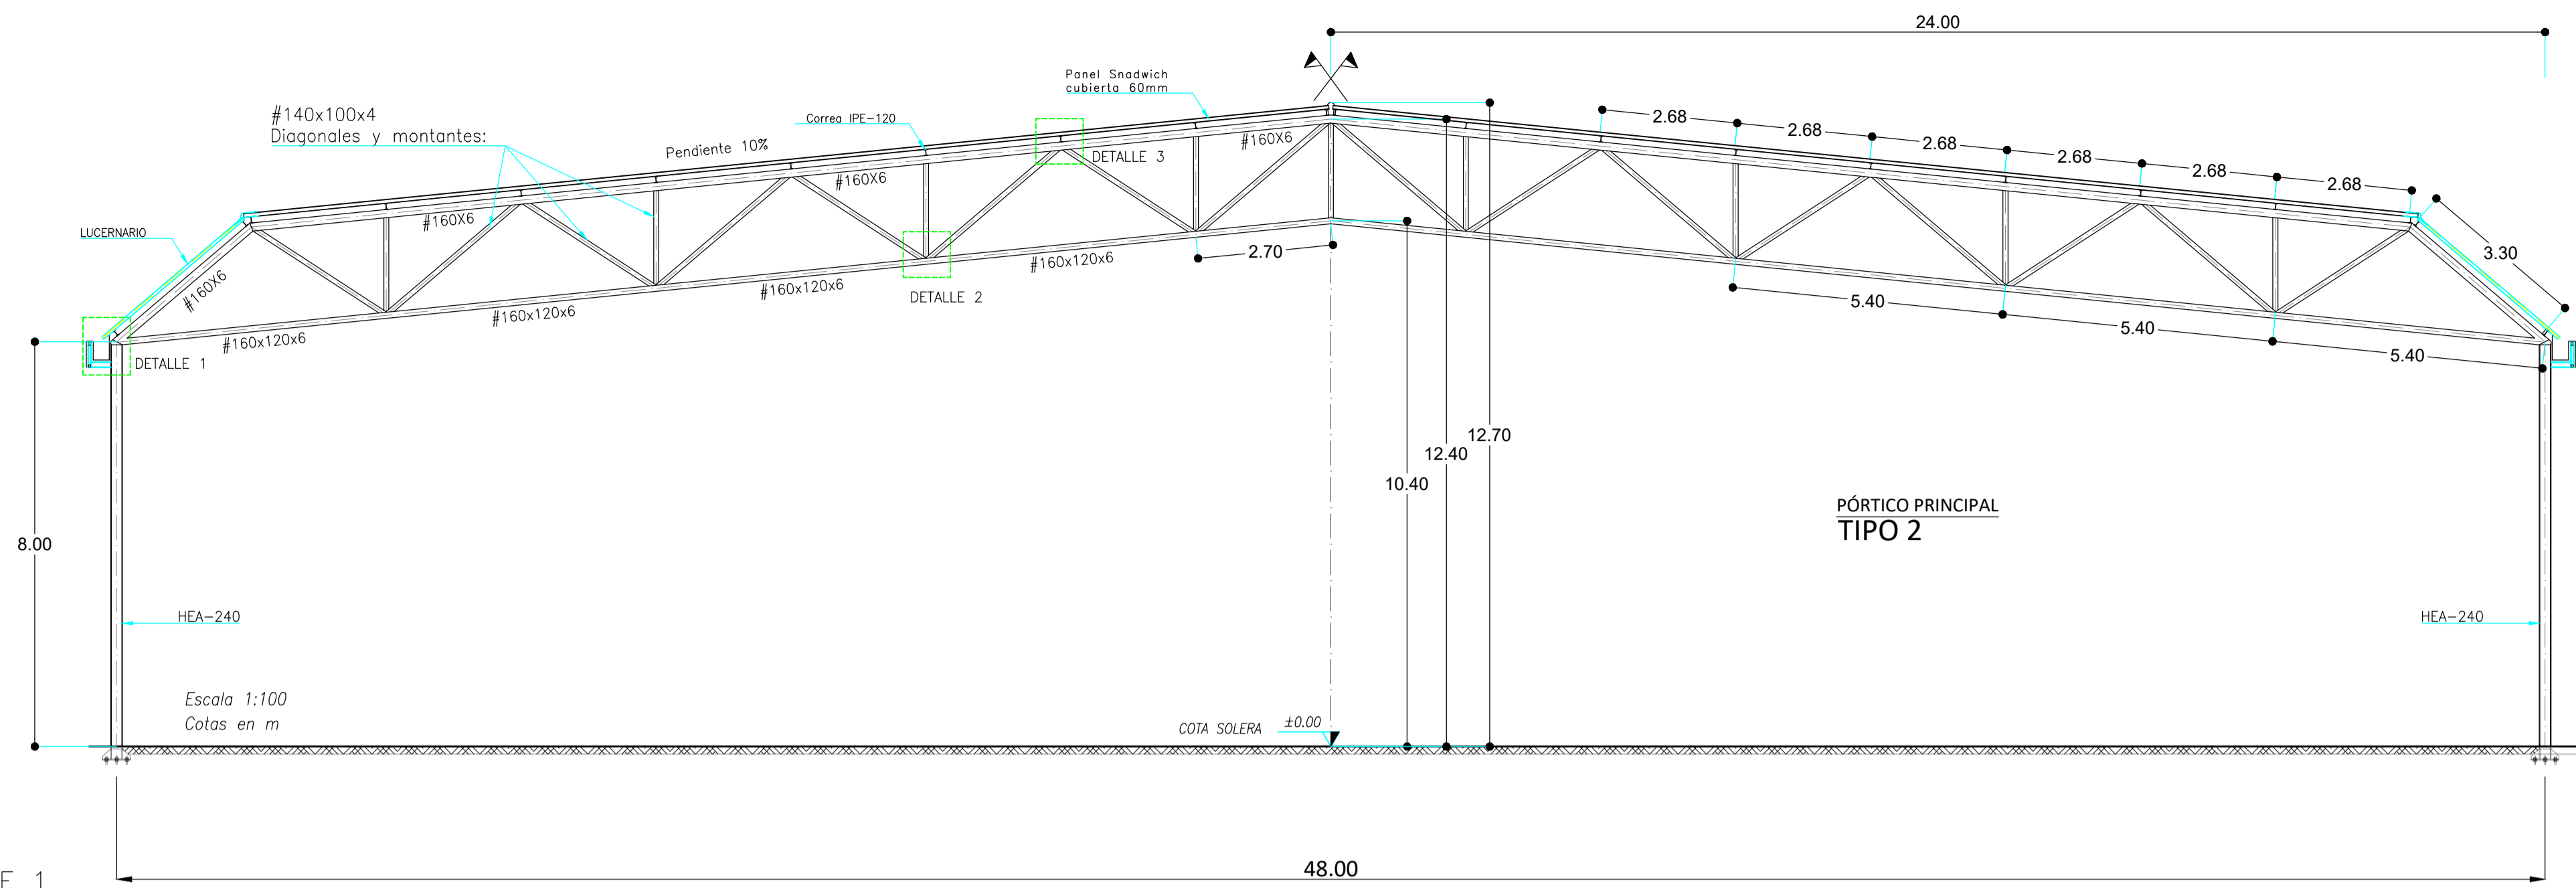 24.00
Panel Snadwich
cubierta 60mm
#140x100x4
Diagonales y montantes:
Correa IPE-120
Pendiente 10%
DETALLE 3
#160X6
2.68
2.68
2.68
2.68
2.68
2.68
#160X6
#160X6
LUCERNARIO
#160X6
3.30
2.70
#160x120x6
#160x120x6
#160x120x6
#160x120x6
DETALLE 2
5.40
5.40
5.40
DETALLE 1
12.70
12.40
10.40
8.00
PÓRTICO PRINCIPAL
TIPO 2
HEA-240
HEA-240
Escala 1:100
Cotas en m
COTA SOLERA ±0.00
48.00
E 1